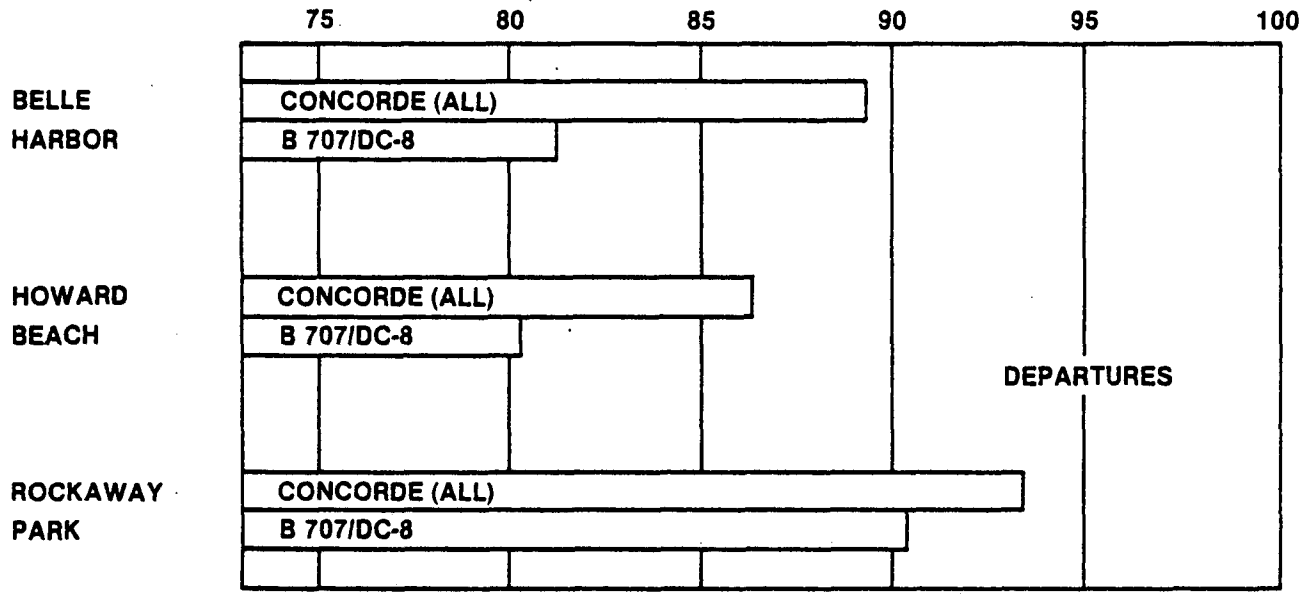 75 80 85 90 95 100
BELLE
HARBOR
CONCORDE (ALL)
B 707/DC-8
HOWARD
BEACH
CONCORDE (ALL)
B 707/DC-8
DEPARTURES
ROCKAWAY
PARK
CONCORDE (ALL)
B 707/DC-8